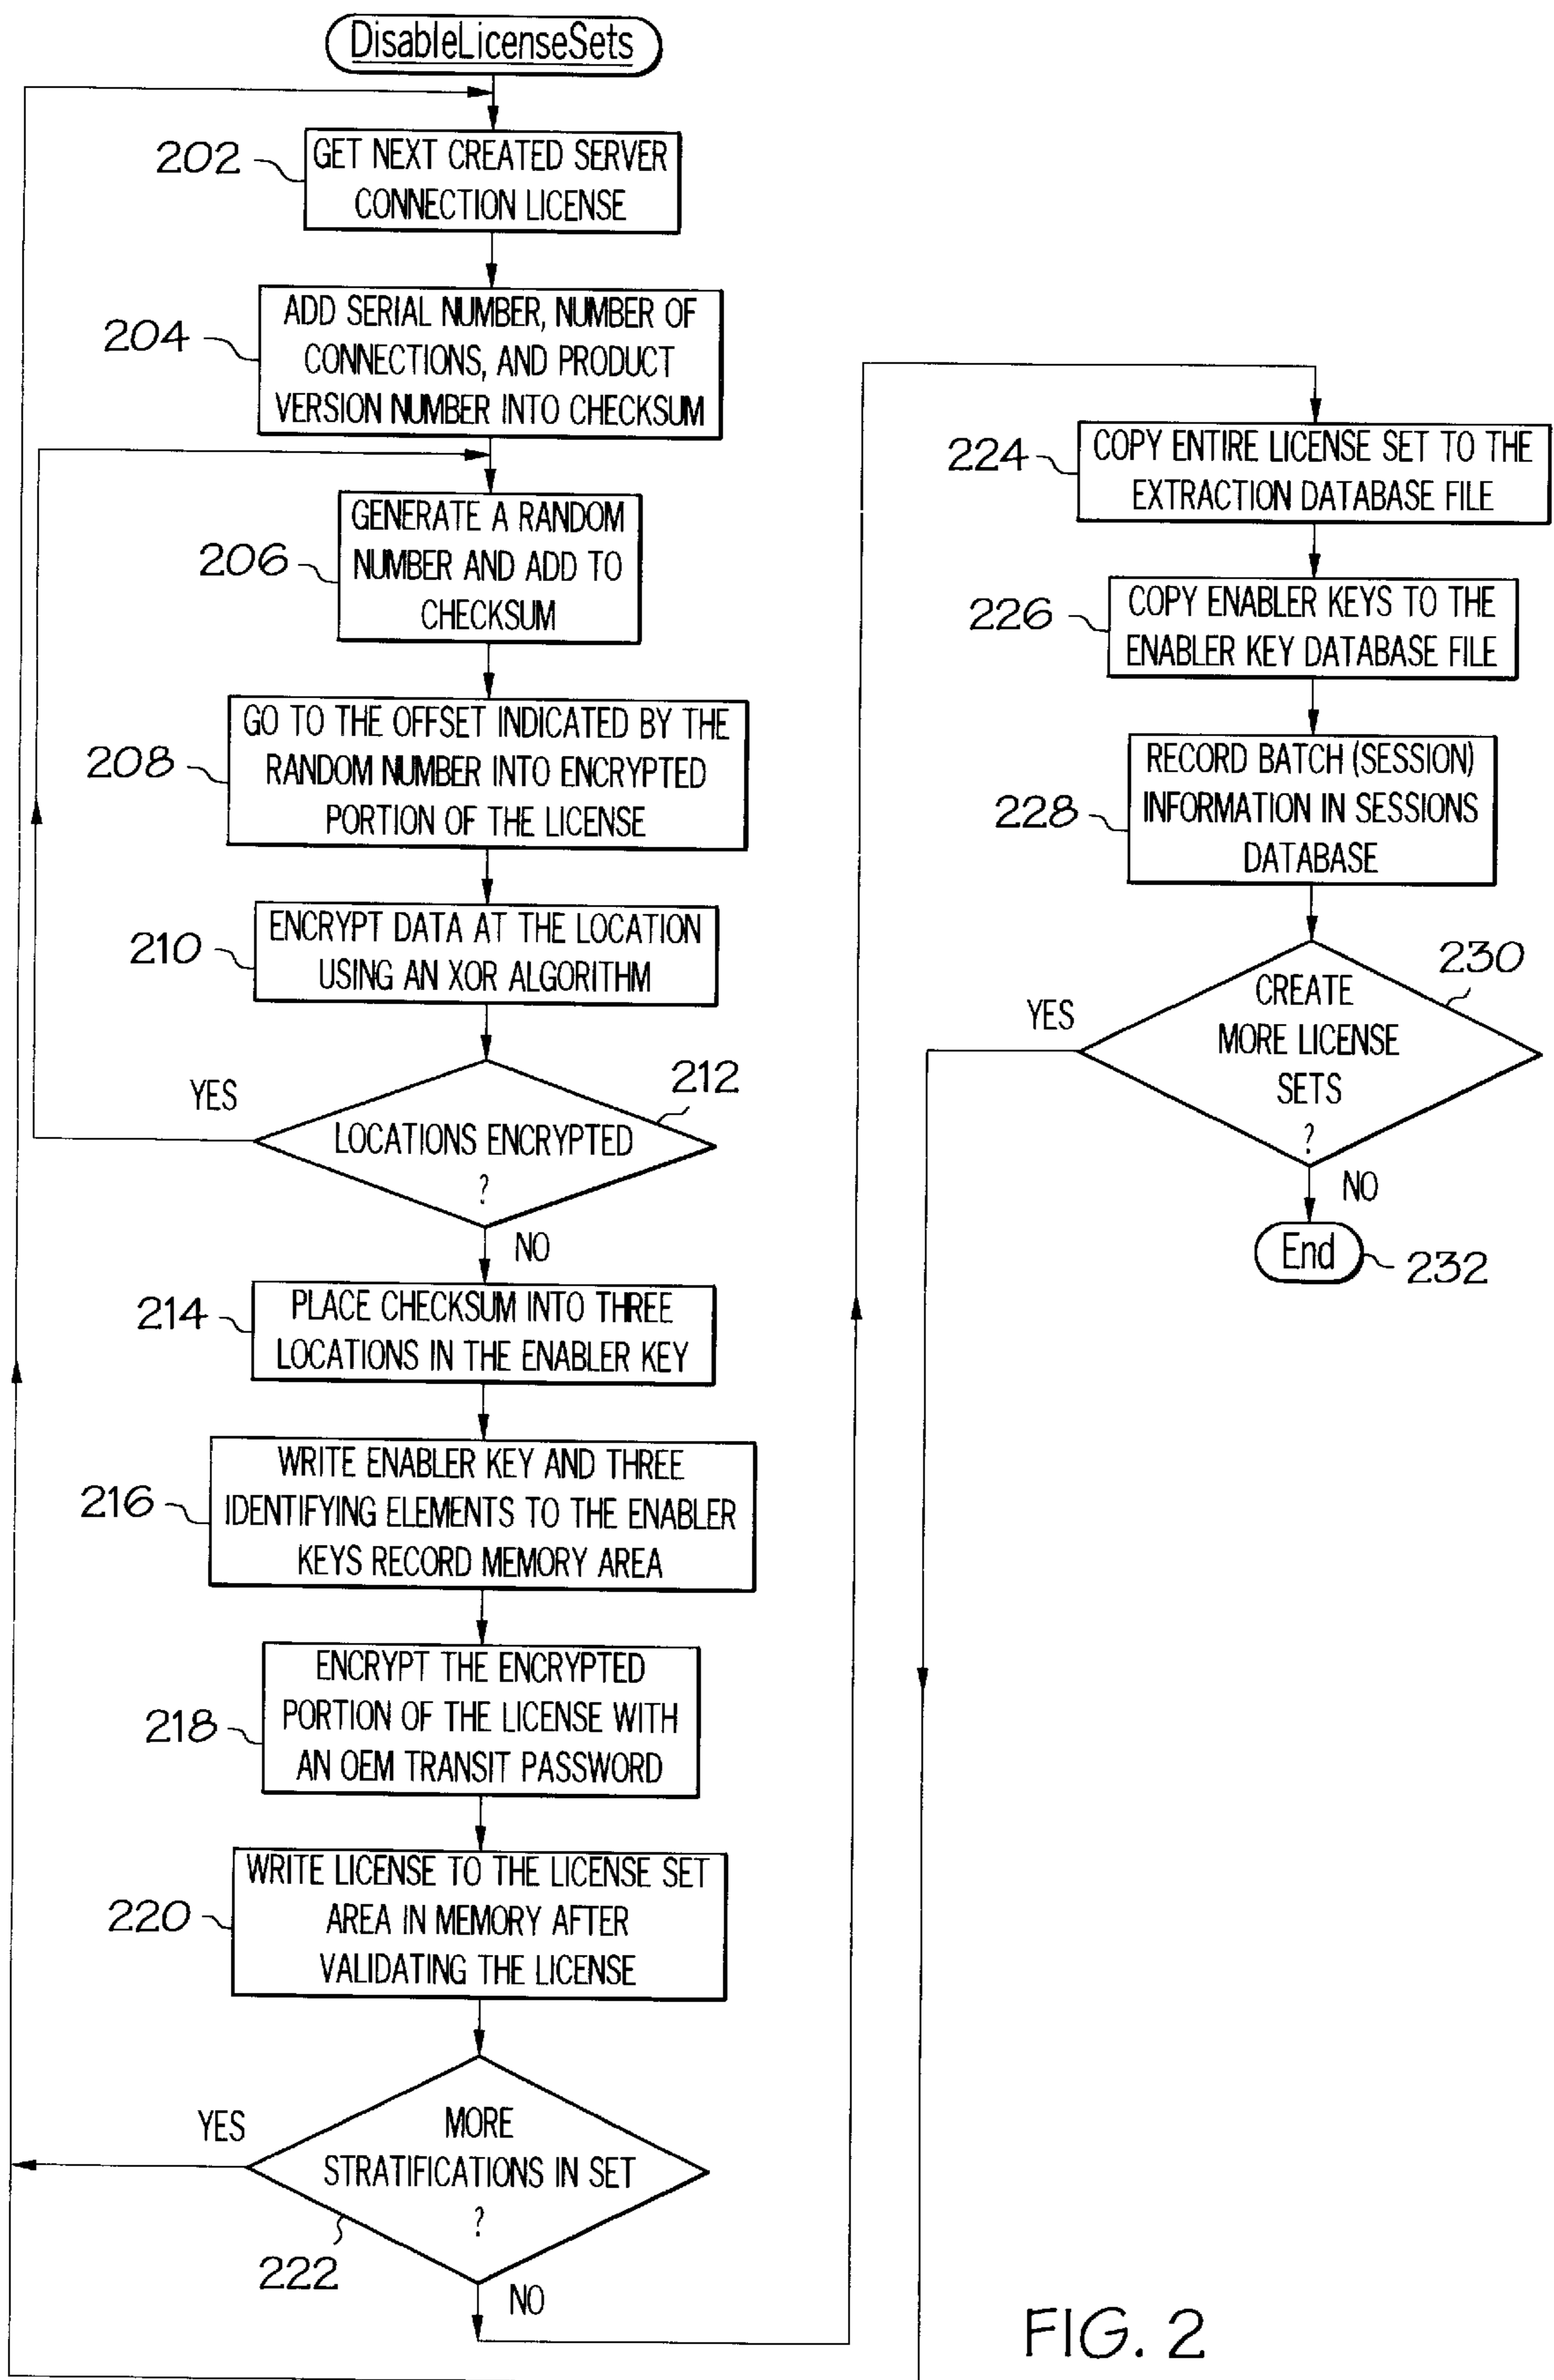 DisableLicenseSets
202
GET NEXT CREATED SERVER
CONNECTION LICENSE
204
ADD SERIAL NUMBER, NUMBER OF
CONNECTIONS, AND PRODUCT
VERSION NUMBER INTO CHECKSUM
206
GENERATE A RANDOM
NUMBER AND ADD TO
CHECKSUM
208
GO TO THE OFFSET INDICATED BY THE
RANDOM NUMBER INTO ENCRYPTED
PORTION OF THE LICENSE
210
ENCRYPT DATA AT THE LOCATION
USING AN XOR ALGORITHM
212
YES
LOCATIONS ENCRYPTED
?
NO
214
PLACE CHECKSUM INTO THREE
LOCATIONS IN THE ENABLER KEY
216
WRITE ENABLER KEY AND THREE
IDENTIFYING ELEMENTS TO THE ENABLER
KEYS RECORD MEMORY AREA
218
ENCRYPT THE ENCRYPTED
PORTION OF THE LICENSE WITH
AN OEM TRANSIT PASSWORD
220
WRITE LICENSE TO THE LICENSE SET
AREA IN MEMORY AFTER
VALIDATING THE LICENSE
YES
MORE
STRATIFICATIONS IN SET
?
222
NO
224
COPY ENTIRE LICENSE SET TO THE
EXTRACTION DATABASE FILE
226
COPY ENABLER KEYS TO THE
ENABLER KEY DATABASE FILE
228
RECORD BATCH (SESSION)
INFORMATION IN SESSIONS
DATABASE
230
YES
CREATE
MORE LICENSE
SETS
?
NO
End
232
FIG. 2